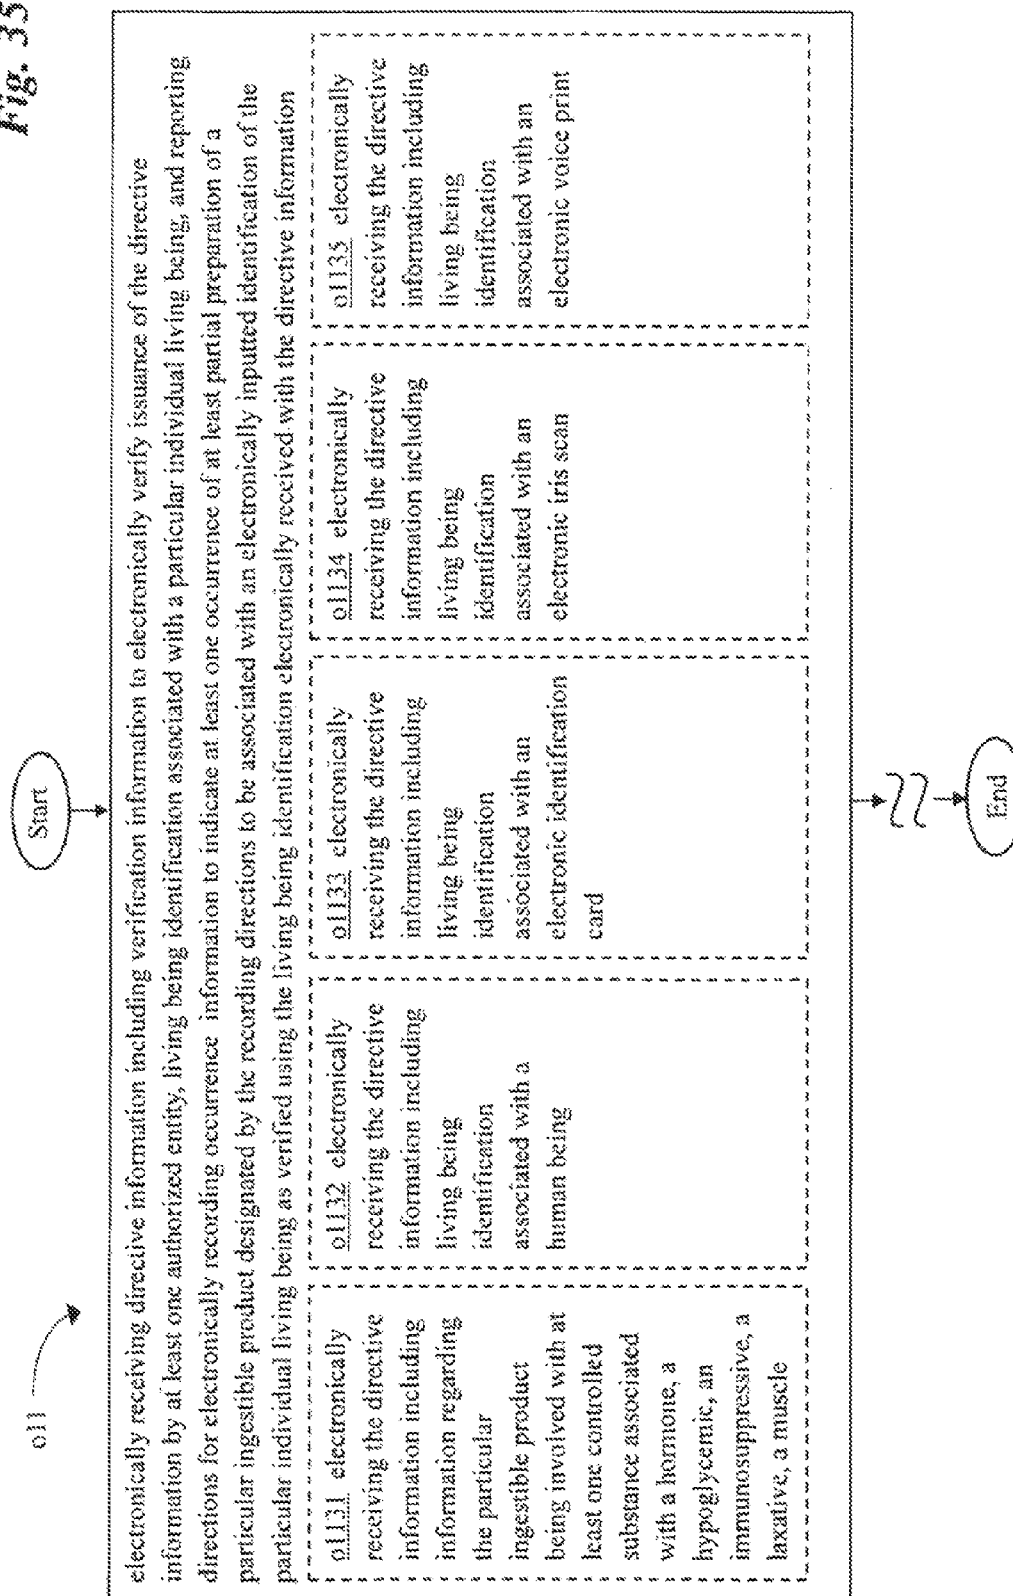 Fig. 35
o11
Start
electronically receiving directive information including verification information to electronically verify issuance of the directive
information by at least one authorized entity, living being identification associated with a particular individual living being, and reporting
directions for electronically recording occurrence information to indicate at least one occurrence of at least partial preparation of a
particular ingestible product designated by the recording directions to be associated with an electronically inputted identification of the
particular individual living being as verified using the living being identification electronically received with the directive information
o1131 electronically
receiving the directive
information including
information regarding
the particular
ingestible product
being involved with at
least one controlled
substance associated
with a hormone, a
hypoglycemic, an
immunosuppressive, a
laxative, a muscle
o1132 electronically
receiving the directive
information including
living being
identification
associated with a
human being
o1133 electronically
receiving the directive
information including
living being
identification
associated with an
electronic identification
card
o1134 electronically
receiving the directive
information including
living being
identification
associated with an
electronic iris scan
o1135 electronically
receiving the directive
information including
living being
identification
associated with an
electronic voice print
End